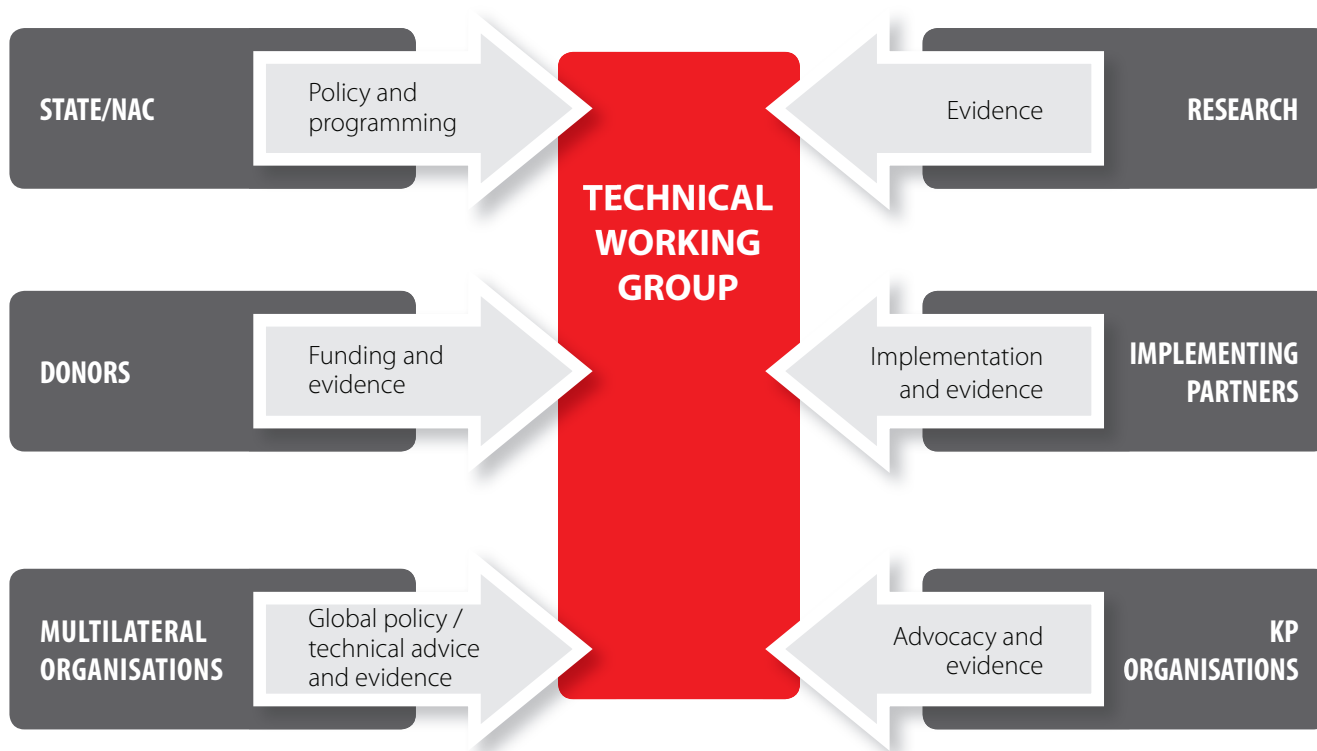 STATE/NAC
Policy and
programming
TECHNICAL
WORKING
GROUP
Evidence
RESEARCH
DONORS
Funding and
evidence
Implementation
and evidence
IMPLEMENTING
PARTNERS
MULTILATERAL
ORGANISATIONS
Global policy /
technical advice
and evidence
Advocacy and
evidence
KP
ORGANISATIONS